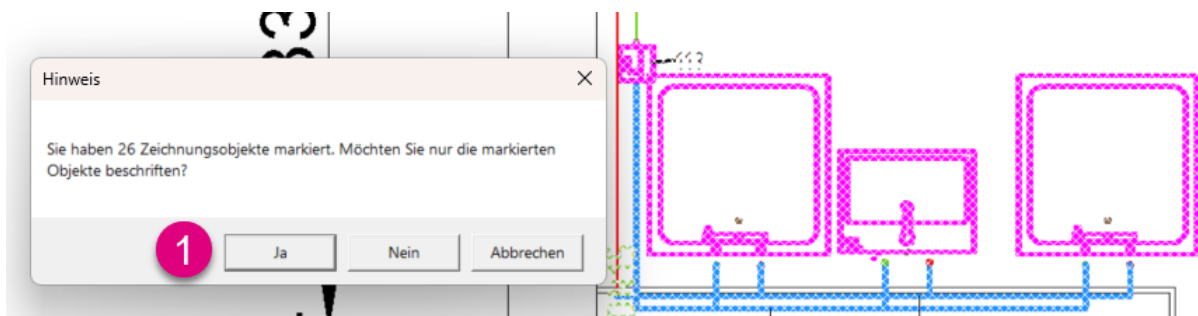 Hinweis
Sie haben 26 Zeichnungsobjekte markiert. Möchten Sie nur die markierten
Objekte beschriften?
1
Ja
Nein
Abbrechen